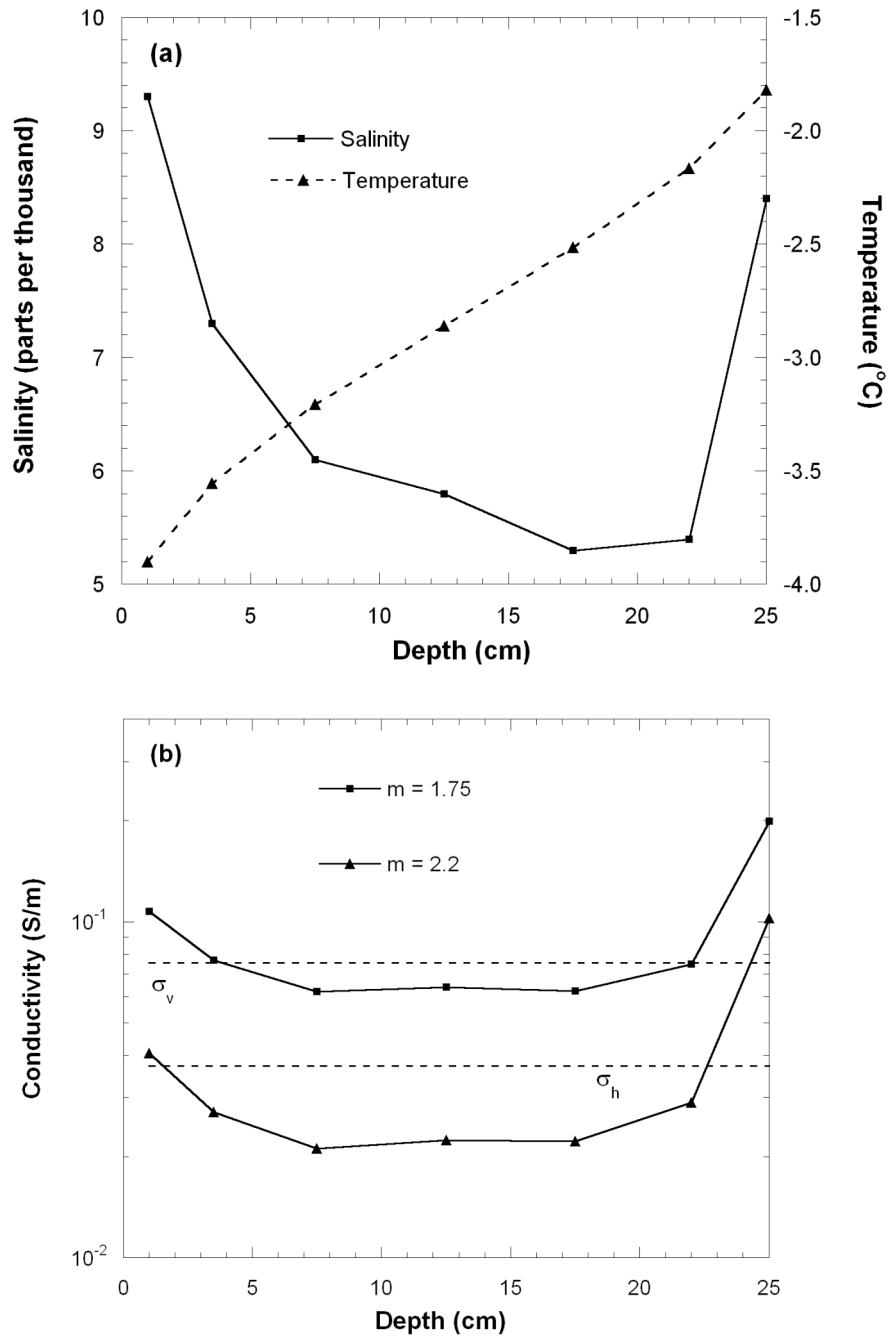 (a)
Salinity
Temperature
Salinity (parts per thousand)
10
9
8
7
6
5
Temperature (°C)
-1.5
-2.0
-2.5
-3.0
-3.5
-4.0
0 5 10 15 20 25
Depth (cm)
(b)
m = 1.75
m = 2.2
Conductivity (S/m)
10⁻¹
10⁻²
σv
σh
0 5 10 15 20 25
Depth (cm)